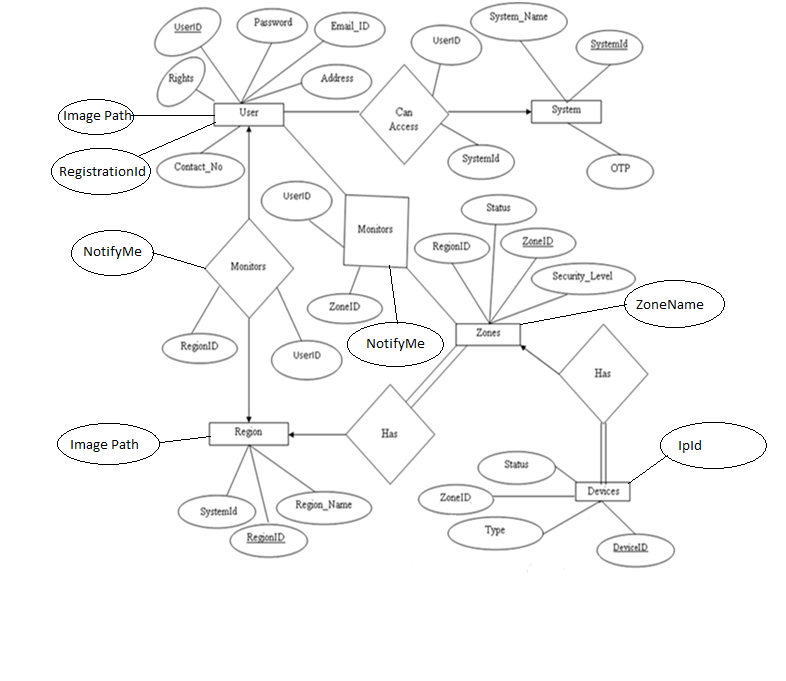 System_Name
UserID
Password
Email_ID
UserID
SystemId
Rights
Address
Image Path
User
Can
Access
System
RegistrationId
Contact_No
SystemId
OTP
UserID
Status
Monitors
RegionID
ZoneID
NotifyMe
Monitors
Security_Level
ZoneID
ZoneName
Zones
NotifyMe
RegionID
UserID
Has
Image Path
Region
Has
IpId
Status
Devices
ZoneID
SystemId
Region_Name
Type
RegionID
DeviceID